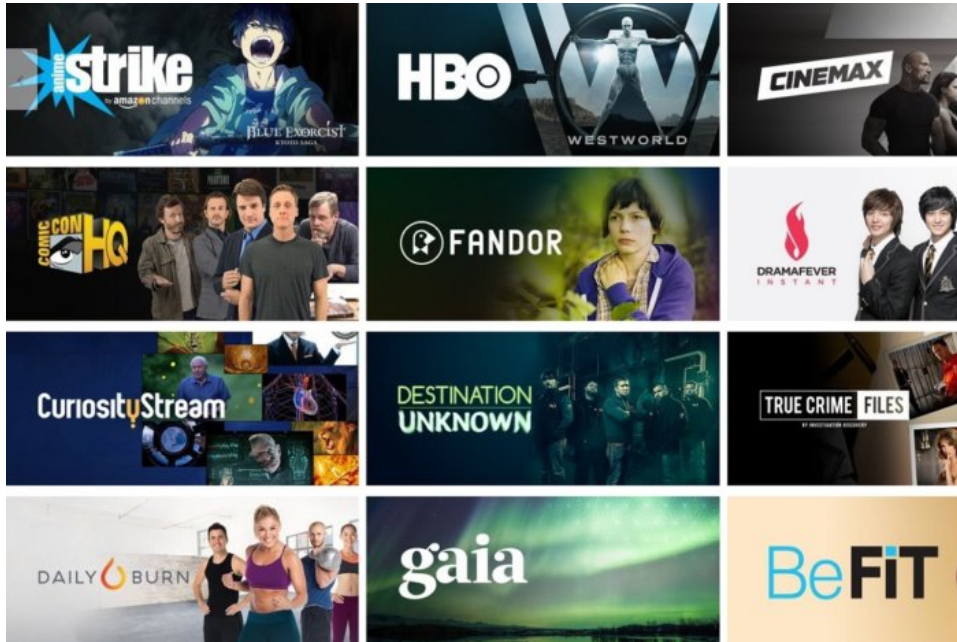 anime
strike
by amazon channels
BLUE EXORCIST
KYOTO SAGA
HBO
W
WESTWORLD
CINEMAX
COMIC CON HQ
FANDOR
DRAMAFEVER
INSTANT
CuriosityStream
DESTINATION
UNKNOWN
TRUE CRIME FILES
BY INVESTIGATION DISCOVERY
DAILY BURN
gaia
BeFiT